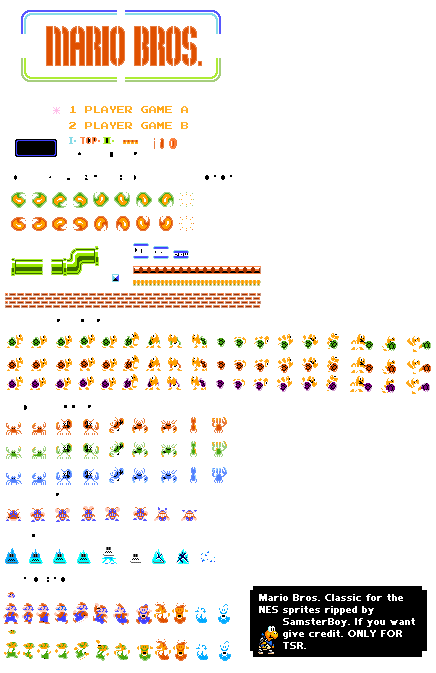 MARIO BROS.
1 PLAYER GAME A
2 PLAYER GAME B
TOP-
Mario Bros. Classic for the
NES sprites ripped by
SamsterBoy. If you want
give credit. ONLY FOR
TSR.